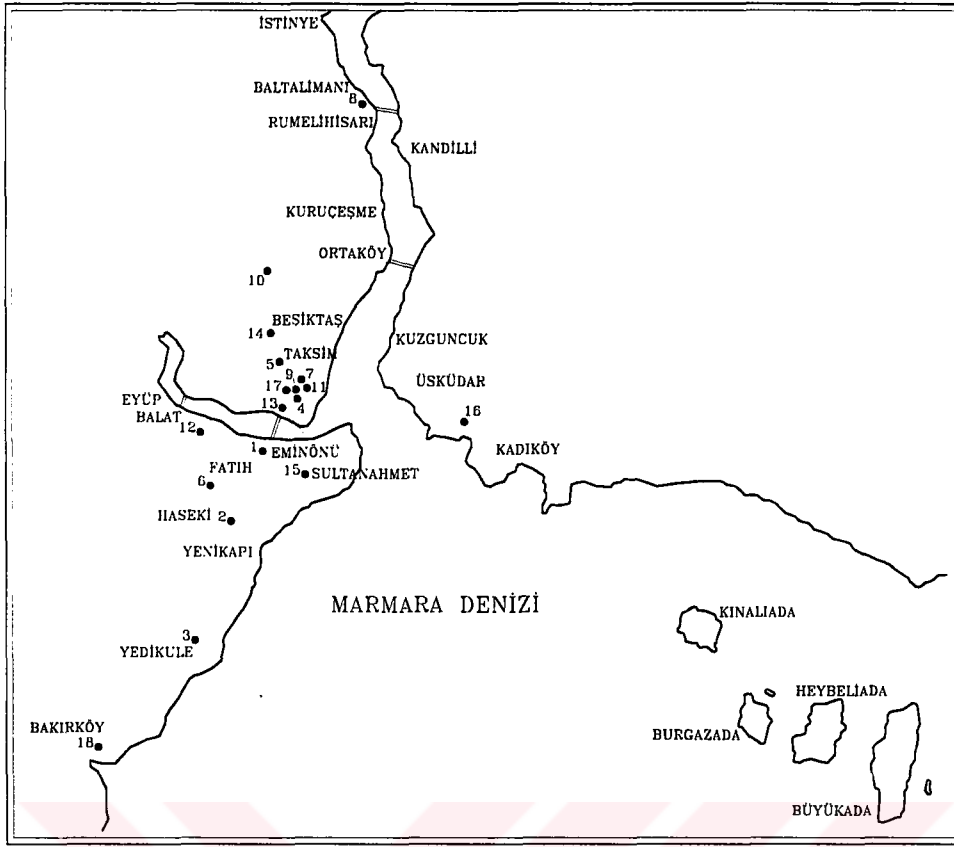 İSTİNYE
BALTALİMANI
8
RUMELİHİSARI
KANDİLLİ
KURUÇEŞME
ORTAKÖY
10
BEŞİKTAŞ
14
KUZGUNCUK
TAKSİM
5
ÜSKÜDAR
9 7
17 11
EYÜP
13 4
16
BALAT
12
KADIKÖY
1 EMİNÖNÜ
FATIH
15 SULTANAHMET
6
HASEKİ 2
YENİKAPI
MARMARA DENİZİ
KINALIADA
3
YEDİKULE
HEYBELİADA
BAKIRKÖY
BURGAZADA
18
BÜYÜKADA